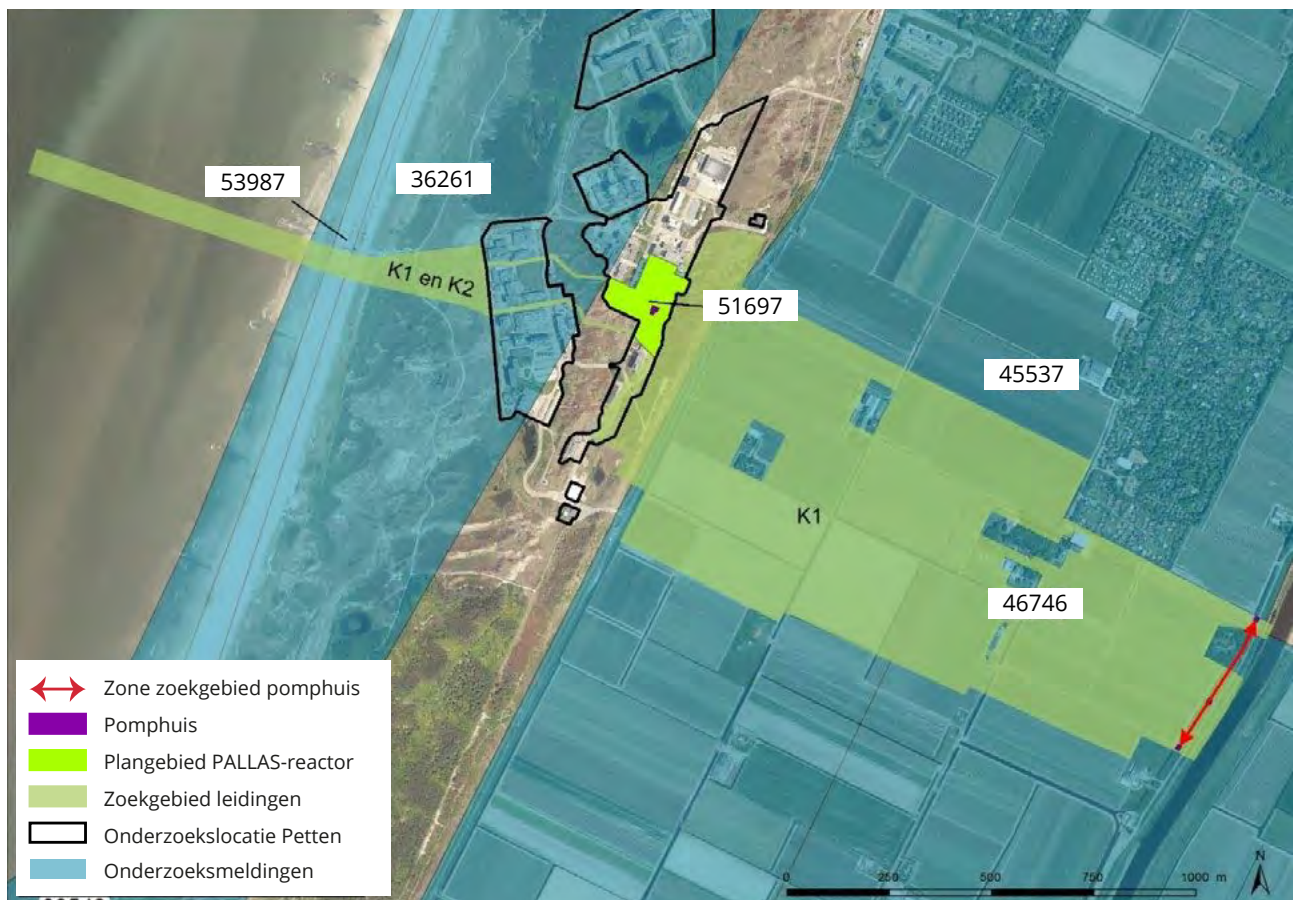 53987
36261
K1 en K2
51697
45537
K1
46746
Zone zoekgebied pomphuis
Pomphuis
Plangebied PALLAS-reactor
Zoekgebied leidingen
Onderzoekslocatie Petten
Onderzoeksmeldingen
N
0 250 500 750 1000 m